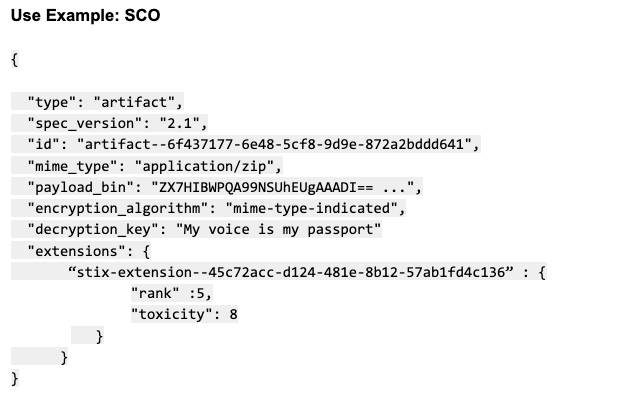 Use Example: SCO
{
"type": "artifact",
"spec_version": "2.1",
"id": "artifact--6f437177-6e48-5cf8-9d9e-872a2bddd641",
"mime_type": "application/zip",
"payload_bin": "ZX7HIBWPQA99NSUhEUgAAADI== ...",
"encryption_algorithm": "mime-type-indicated",
"decryption_key": "My voice is my passport"
"extensions": {
“stix-extension--45c72acc-d124-481e-8b12-57ab1fd4c136” : {
"rank" :5,
"toxicity": 8
}
}
}